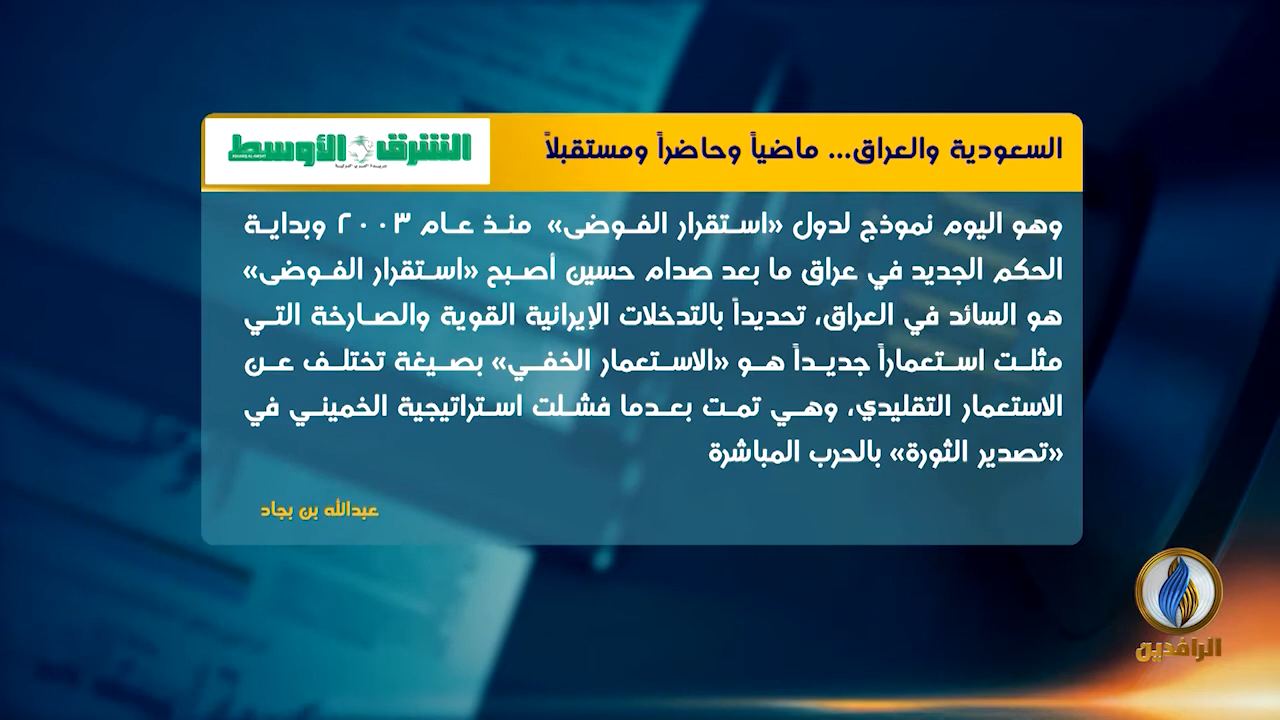 السعودية والعراق... ماضياً وحاضراً ومستقبلاً
الشرق الأوسط
وهو اليوم نموذج لدول «استقرار الفوضى» منذ عام ٢٠٠٣ وبداية
الحكم الجديد في عراق ما بعد صدام حسين أصبح «استقرار الفوضى»
هو السائد في العراق، تحديداً بالتدخلات الإيرانية القوية والصارخة التي
مثلت استعماراً جديداً هو «الاستعمار الخفي» بصيغة تختلف عن
الاستعمار التقليدي، وهي تمت بعدما فشلت استراتيجية الخميني في
«تصدير الثورة» بالحرب المباشرة
عبدالله بن بجاد
الرافدين